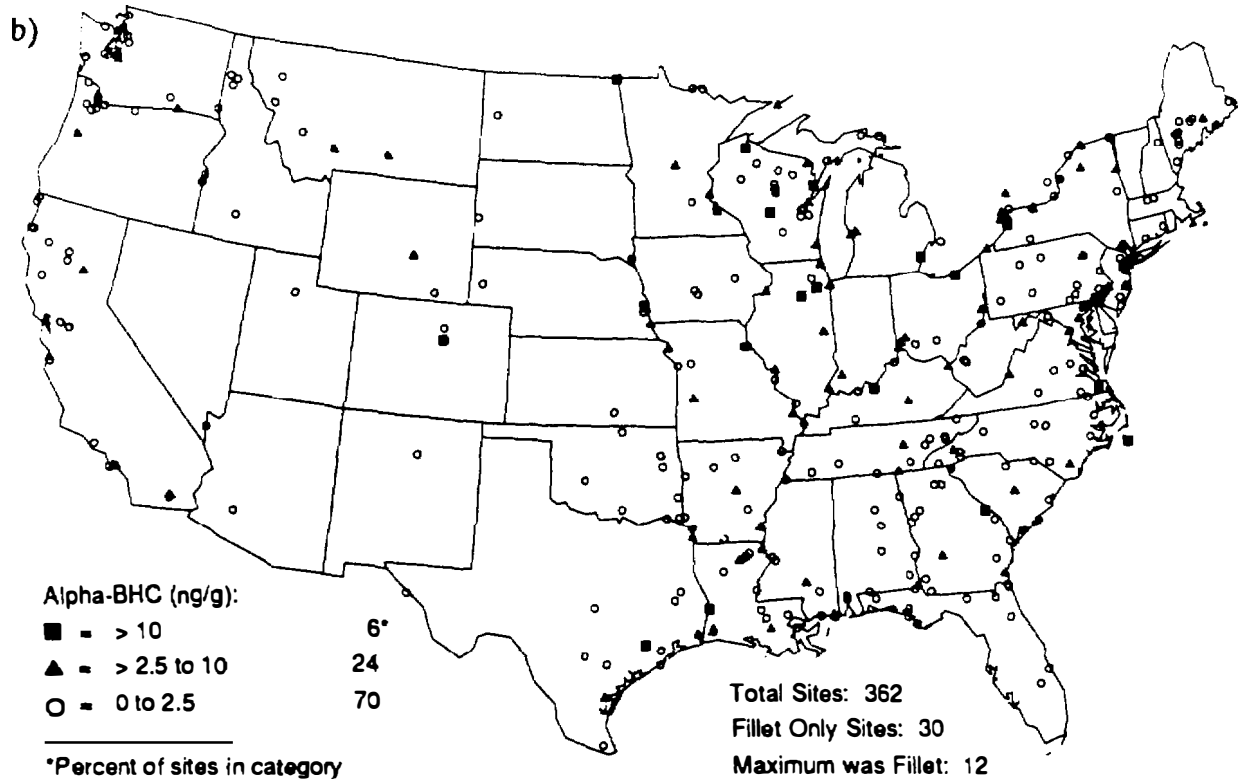 b)
Alpha-BHC (ng/g):
■ = > 10 6*
▲ = > 2.5 to 10 24
○ = 0 to 2.5 70
*Percent of sites in category
Total Sites: 362
Fillet Only Sites: 30
Maximum was Fillet: 12